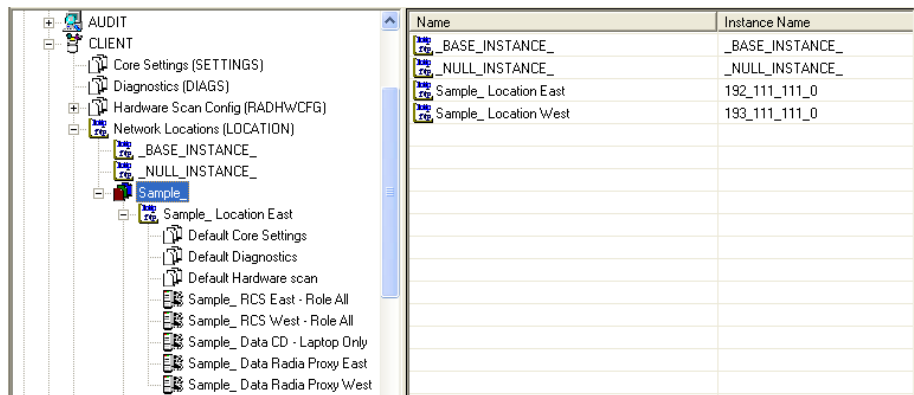 AUDIT
CLIENT
Core Settings (SETTINGS)
Diagnostics (DIAGS)
Hardware Scan Config (RADHWCFG)
Network Locations (LOCATION)
_BASE_INSTANCE_
_NULL_INSTANCE_
Sample_
Sample_ Location East
Default Core Settings
Default Diagnostics
Default Hardware scan
Sample_ RCS East - Role All
Sample_ RCS West - Role All
Sample_ Data CD - Laptop Only
Sample_ Data Radia Proxy East
Sample_ Data Radia Proxy West
Name Instance Name
_BASE_INSTANCE_ _BASE_INSTANCE_
_NULL_INSTANCE_ _NULL_INSTANCE_
Sample_ Location East 192_111_111_0
Sample_ Location West 193_111_111_0